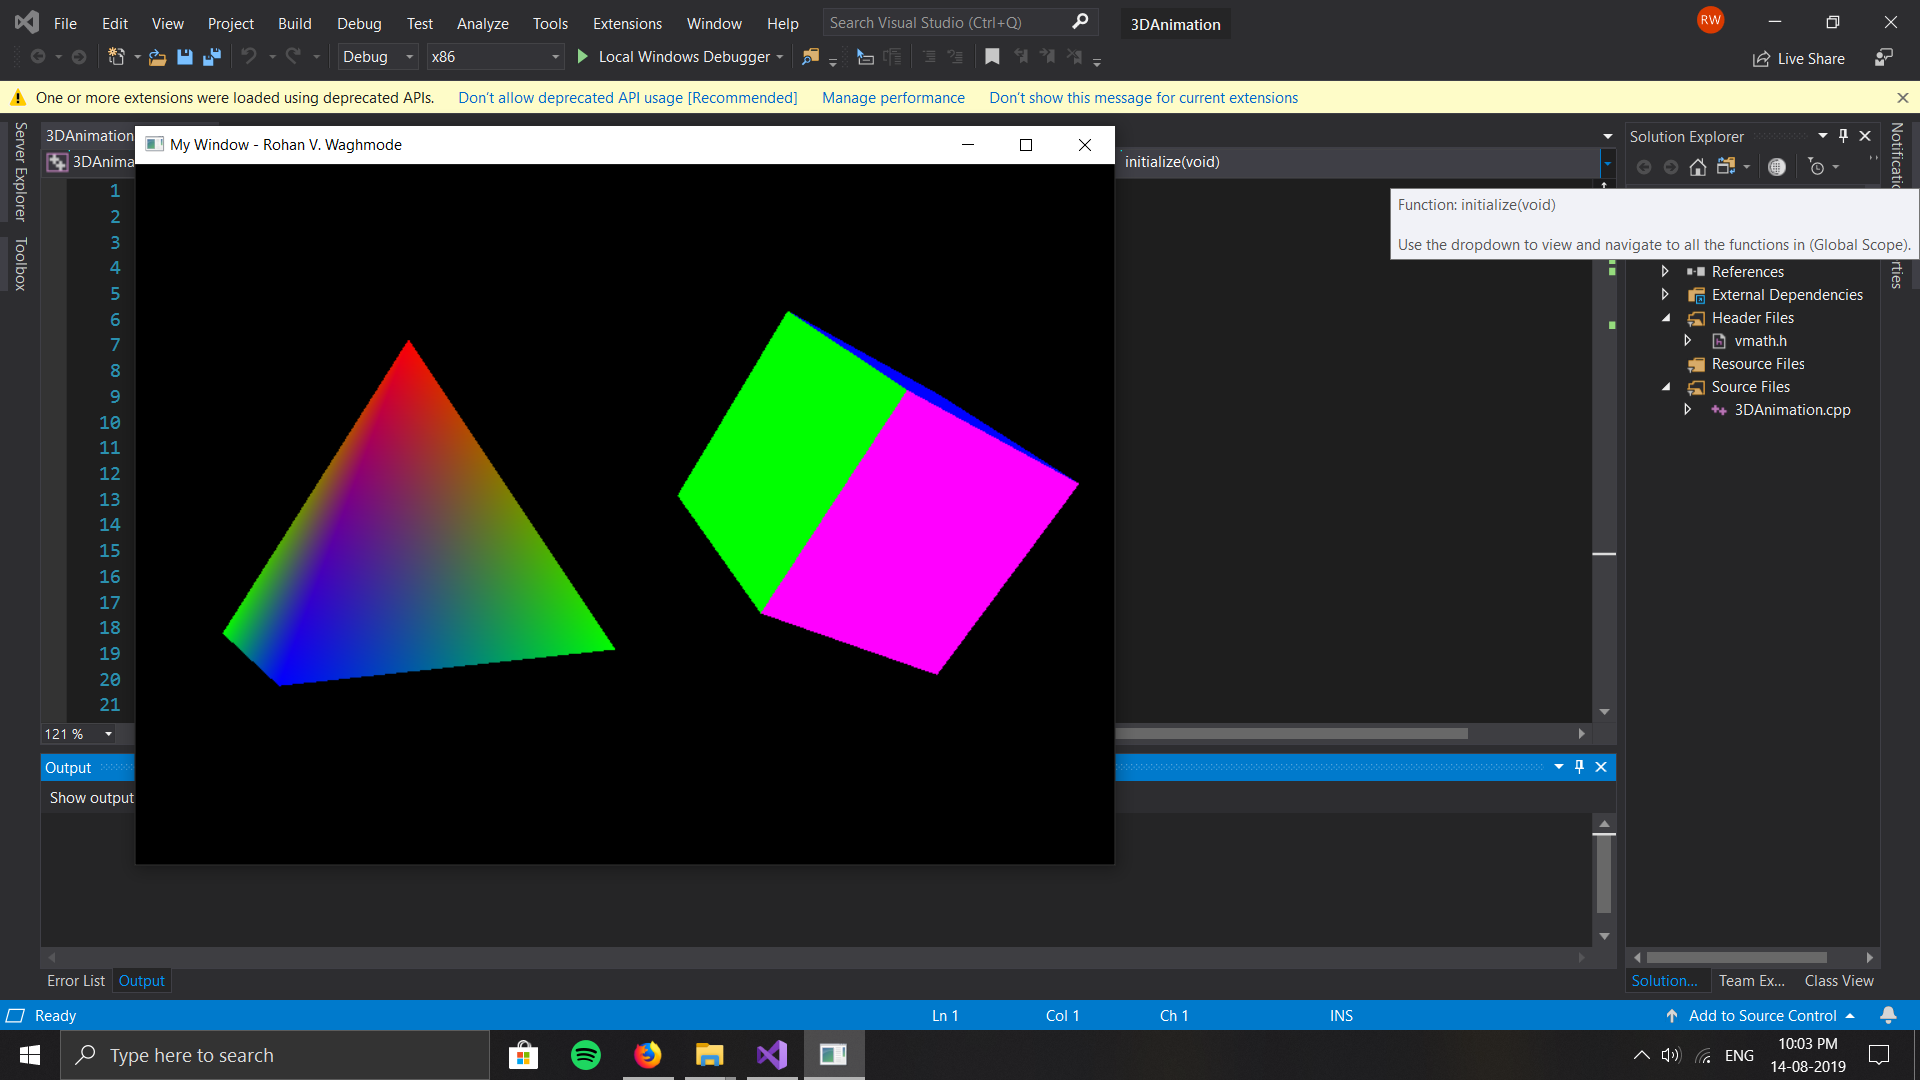 File Edit View Project Build Debug Test Analyze Tools Extensions Window Help Search Visual Studio (Ctrl+Q) 3DAnimation RW
Debug x86 Local Windows Debugger Live Share
One or more extensions were loaded using deprecated APIs. Don't allow deprecated API usage [Recommended] Manage performance Don't show this message for current extensions
Server Explorer
Toolbox
3DAnimation
My Window - Rohan V. Waghmode
3DAnima
initialize(void)
Solution Explorer
Function: initialize(void)
Use the dropdown to view and navigate to all the functions in (Global Scope).
References
External Dependencies
Header Files
vmath.h
Resource Files
Source Files
3DAnimation.cpp
1
2
3
4
5
6
7
8
9
10
11
12
13
14
15
16
17
18
19
20
21
121 %
Output
Show output
Error List Output
Solution... Team Ex... Class View
Ready Ln 1 Col 1 Ch 1 INS Add to Source Control
Type here to search
ENG
10:03 PM
14-08-2019